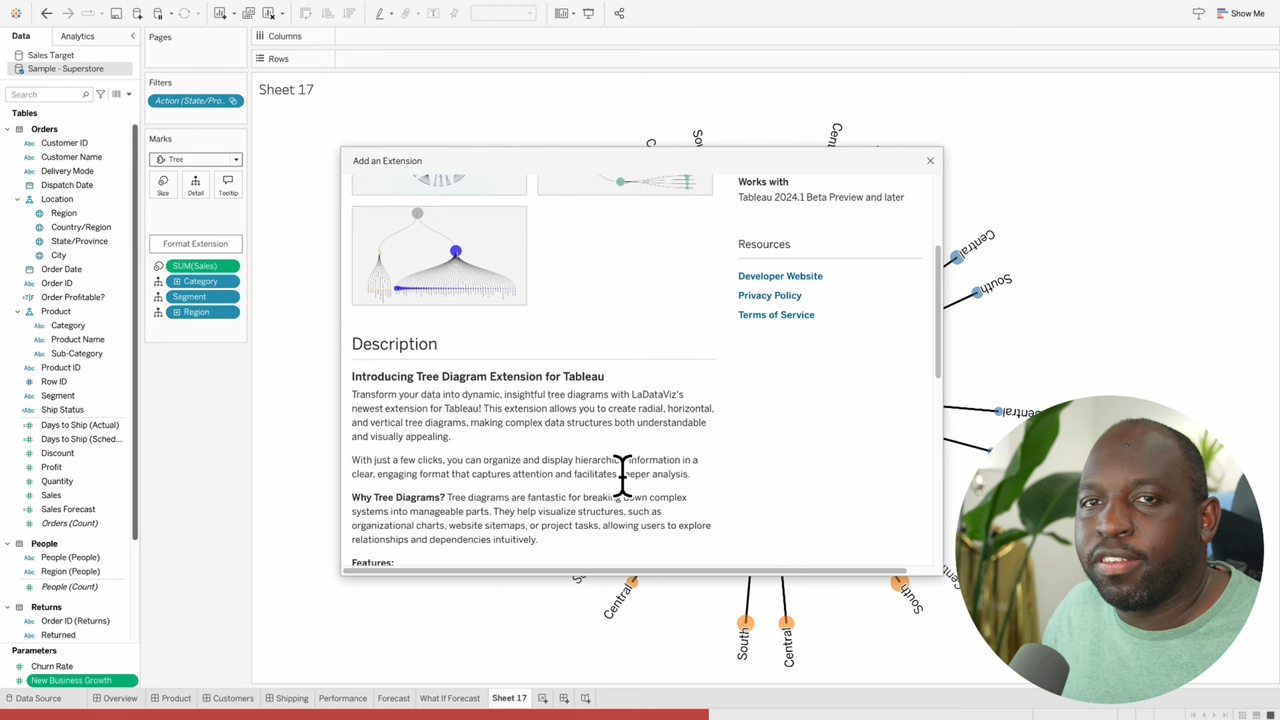 Show Me
Data
Analytics
Sales Target
Sample - Superstore
Search
Tables
Orders
Customer ID
Customer Name
Delivery Mode
Dispatch Date
Location
Region
Country/Region
State/Province
City
Order Date
Order ID
Order Profitable?
Product
Category
Product Name
Sub-Category
Product ID
Row ID
Segment
Ship Status
Days to Ship (Actual)
Days to Ship (Sched...
Discount
Profit
Quantity
Sales
Sales Forecast
Orders (Count)
People
People (People)
Region (People)
People (Count)
Returns
Order ID (Returns)
Returned
Parameters
Churn Rate
New Business Growth
Pages
Filters
Action (State/Pro..
Marks
Tree
Size
Detail
Tooltip
Format Extension
SUM(Sales)
Category
Segment
Region
Columns
Rows
Sheet 17
Central
Central
South
Central
Central
South
Central
South
Add an Extension
Works with
Tableau 2024.1 Beta Preview and later
Resources
Developer Website
Privacy Policy
Terms of Service
Description
Introducing Tree Diagram Extension for Tableau
Transform your data into dynamic, insightful tree diagrams with LaDataViz's
newest extension for Tableau! This extension allows you to create radial, horizontal,
and vertical tree diagrams, making complex data structures both understandable
and visually appealing.
With just a few clicks, you can organize and display hierarchic information in a
clear, engaging format that captures attention and facilitates deeper analysis.
Why Tree Diagrams? Tree diagrams are fantastic for breaking down complex
systems into manageable parts. They help visualize structures, such as
organizational charts, website sitemaps, or project tasks, allowing users to explore
relationships and dependencies intuitively.
Features:
Data Source
Overview
Product
Customers
Shipping
Performance
Forecast
What If Forecast
Sheet 17